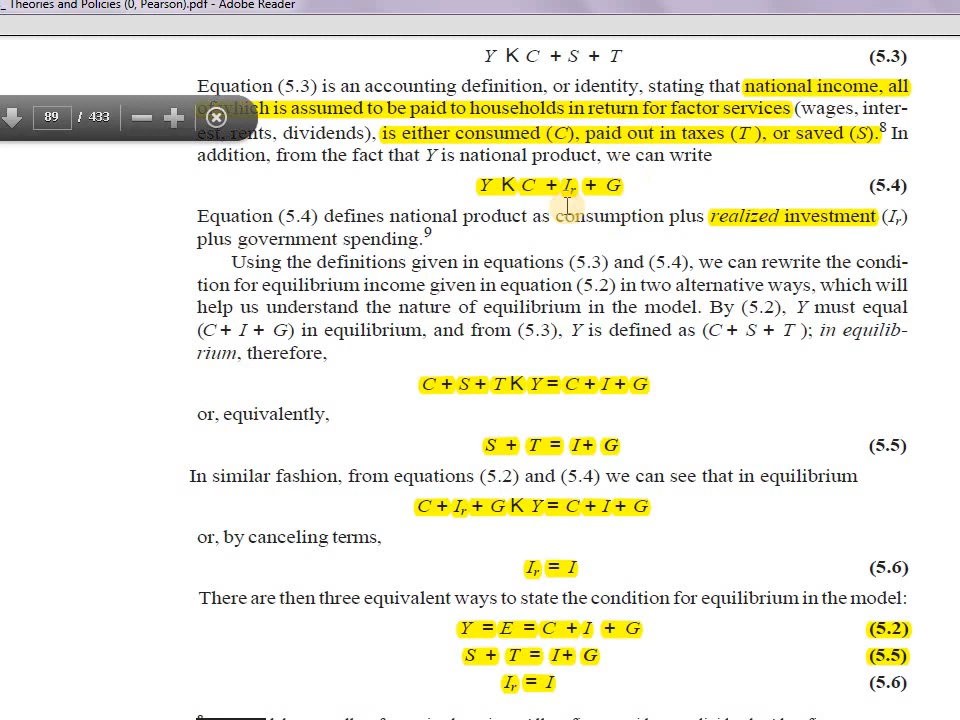 _ Theories and Policies (0, Pearson).pdf - Adobe Reader
89 / 433
Y K C + S + T (5.3)
Equation (5.3) is an accounting definition, or identity, stating that national income, all
of which is assumed to be paid to households in return for factor services (wages, inter-
est, rents, dividends), is either consumed (C), paid out in taxes (T ), or saved (S).8 In
addition, from the fact that Y is national product, we can write
Y K C + Ir + G (5.4)
Equation (5.4) defines national product as consumption plus realized investment (Ir)
plus government spending.9
Using the definitions given in equations (5.3) and (5.4), we can rewrite the condi-
tion for equilibrium income given in equation (5.2) in two alternative ways, which will
help us understand the nature of equilibrium in the model. By (5.2), Y must equal
(C + I + G) in equilibrium, and from (5.3), Y is defined as (C + S + T ); in equilib-
rium, therefore,
C + S + T K Y = C + I + G
or, equivalently,
S + T = I + G (5.5)
In similar fashion, from equations (5.2) and (5.4) we can see that in equilibrium
C + Ir + G K Y = C + I + G
or, by canceling terms,
Ir = I (5.6)
There are then three equivalent ways to state the condition for equilibrium in the model:
Y = E = C + I + G (5.2)
S + T = I + G (5.5)
Ir = I (5.6)